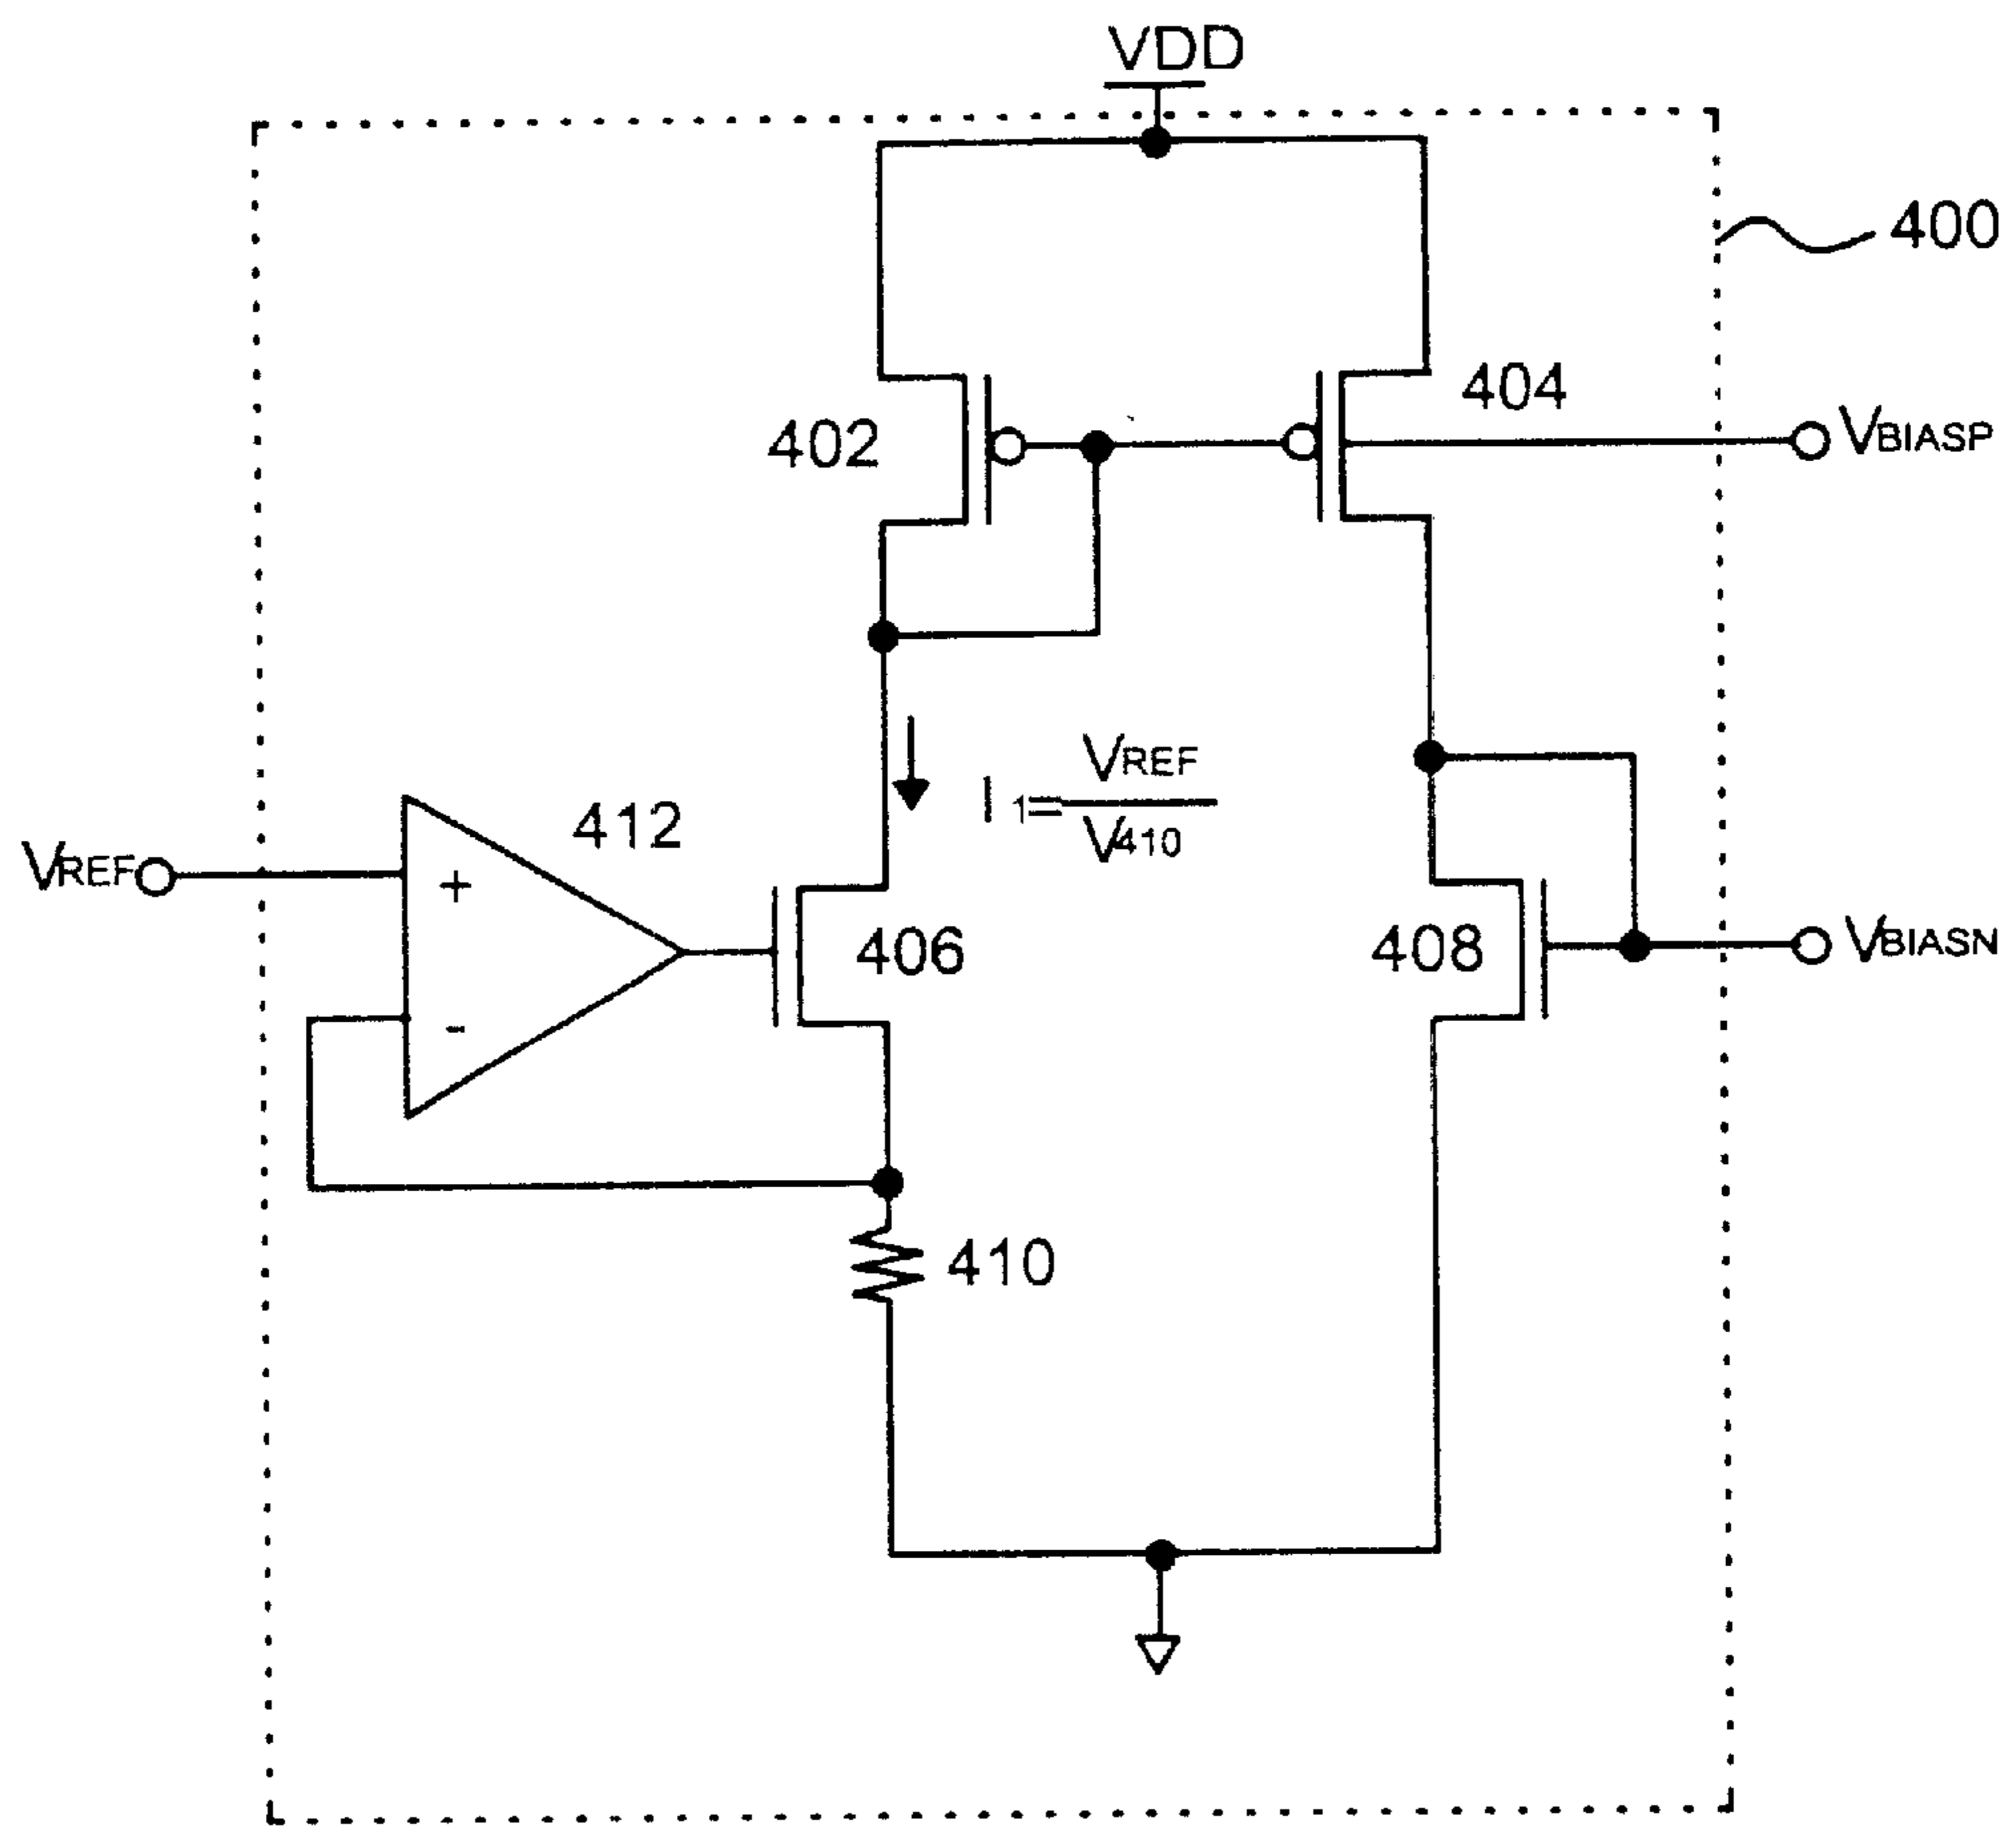 VDD
400
404
402
VBIASP
VREF
I1=
V410
412
VREF
+
406
408
VBIASN
-
410